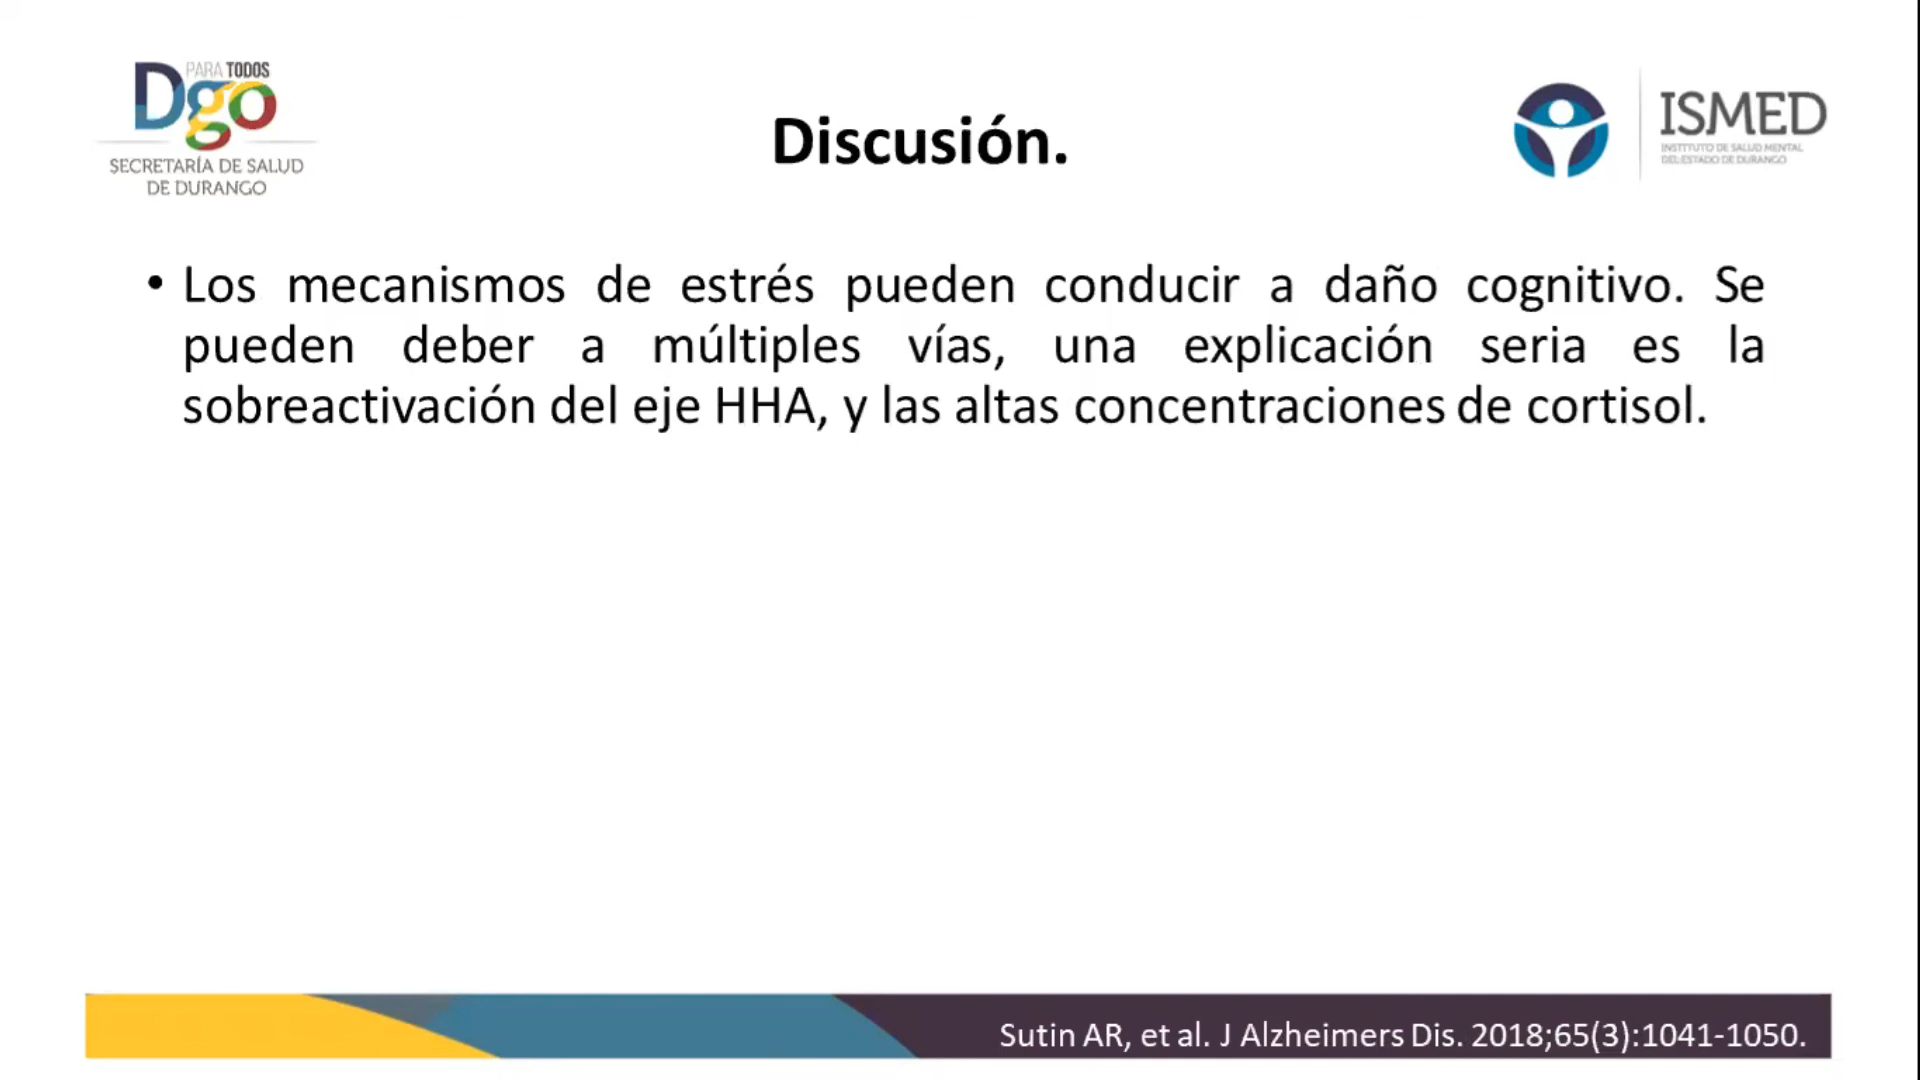 PARA TODOS
Dgo
SECRETARÍA DE SALUD
DE DURANGO
Discusión.
ISMED
INSTITUTO DE SALUD MENTAL
DEL ESTADO DE DURANGO
• Los mecanismos de estrés pueden conducir a daño cognitivo. Se
pueden deber a múltiples vías, una explicación seria es la
sobreactivación del eje HHA, y las altas concentraciones de cortisol.
Sutin AR, et al. J Alzheimers Dis. 2018;65(3):1041-1050.